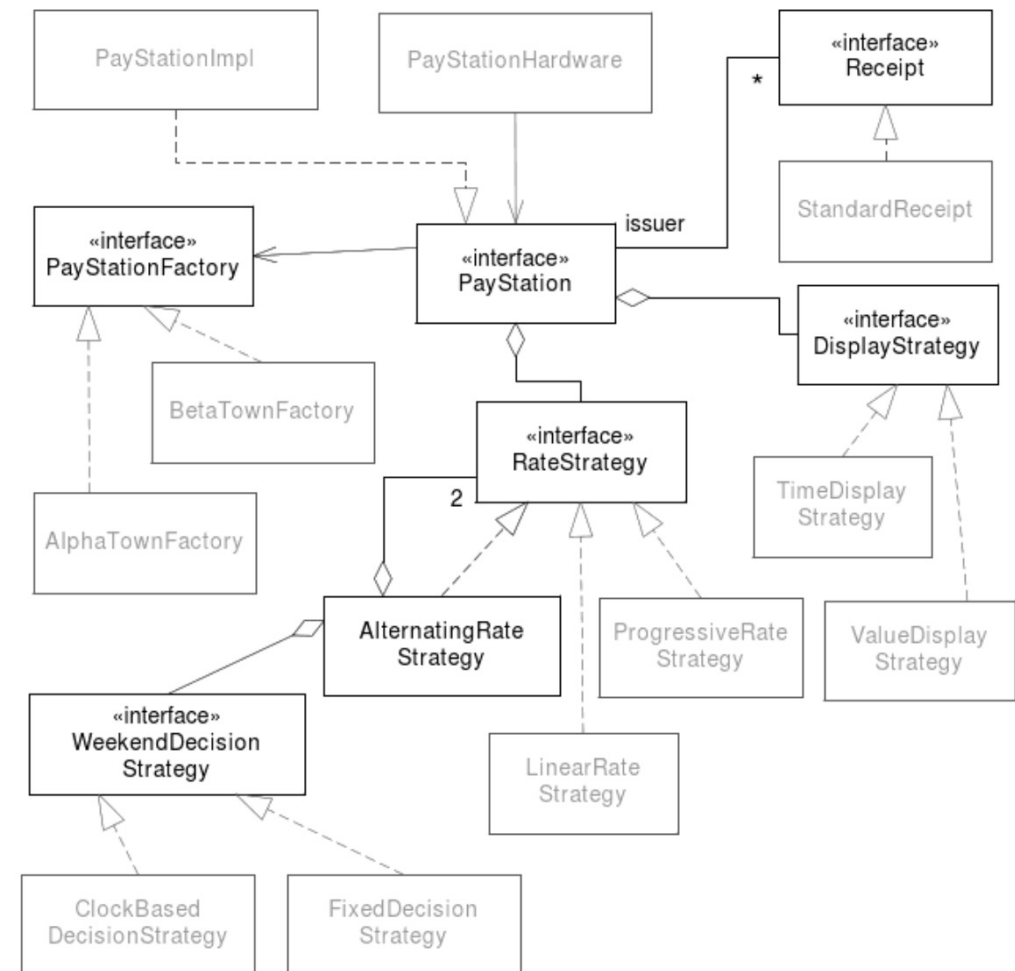 PayStationImpl
PayStationHardware
«interface»
Receipt
*
StandardReceipt
issuer
«interface»
PayStationFactory
«interface»
PayStation
«interface»
DisplayStrategy
BetaTownFactory
«interface»
RateStrategy
2
TimeDisplay
Strategy
AlphaTownFactory
AlternatingRate
Strategy
ProgressiveRate
Strategy
ValueDisplay
Strategy
«interface»
WeekendDecision
Strategy
LinearRate
Strategy
ClockBased
DecisionStrategy
FixedDecision
Strategy